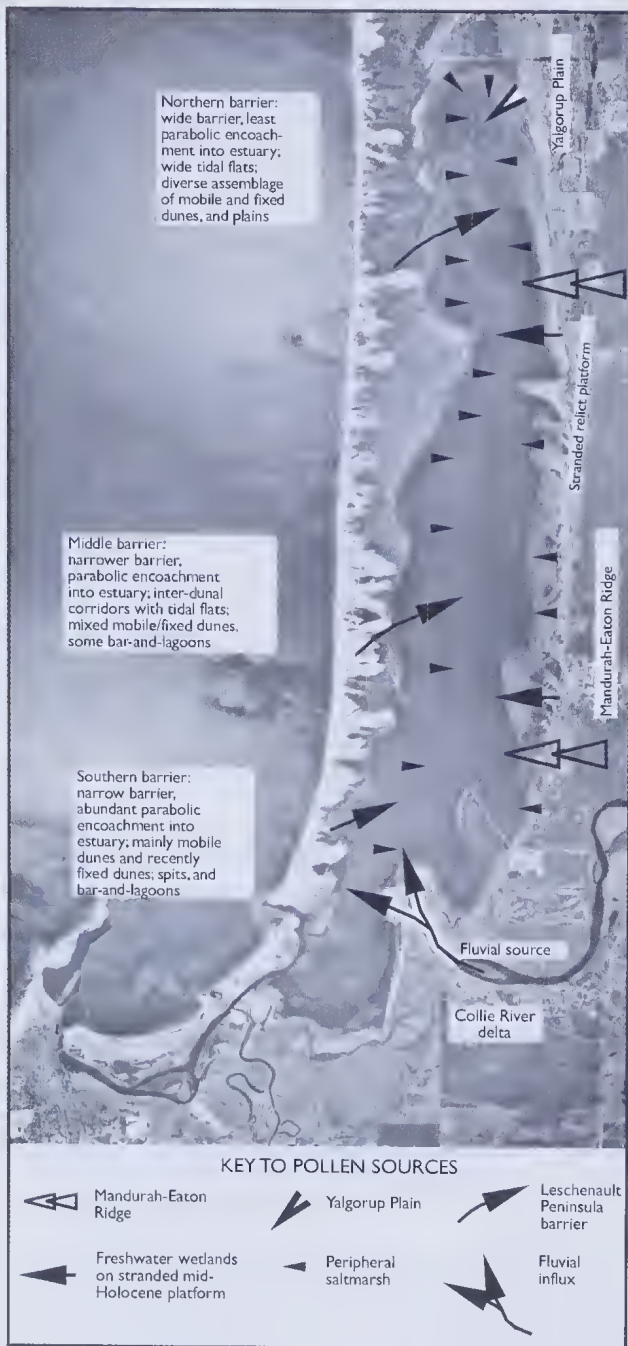 Northern barrier:
wide barrier, least
parabolic encoachment
ment into estuary;
wide tidal flats;
diverse assemblage
of mobile and fixed
dunes, and plains
Yalgorup Plain
Stranded relict platform
Middle barrier:
narrower barrier,
parabolic encoachment
into estuary; inter-dunal
corridors with tidal flats;
mixed mobile/fixed dunes,
some bar-and-lagoons
Mandurah-Eaton Ridge
Southern barrier:
narrow barrier,
abundant parabolic
encoachment into
estuary; mainly mobile
dunes and recently
fixed dunes; spits, and
bar-and-lagoons
Fluvial source
Collie River
delta
KEY TO POLLEN SOURCES
Mandurah-Eaton
Ridge
Yalgorup Plain
Leschenault
Peninsula
barrier
Freshwater wetlands
on stranded mid-
Holocene platform
Peripheral
saltmarsh
Fluvial
influx